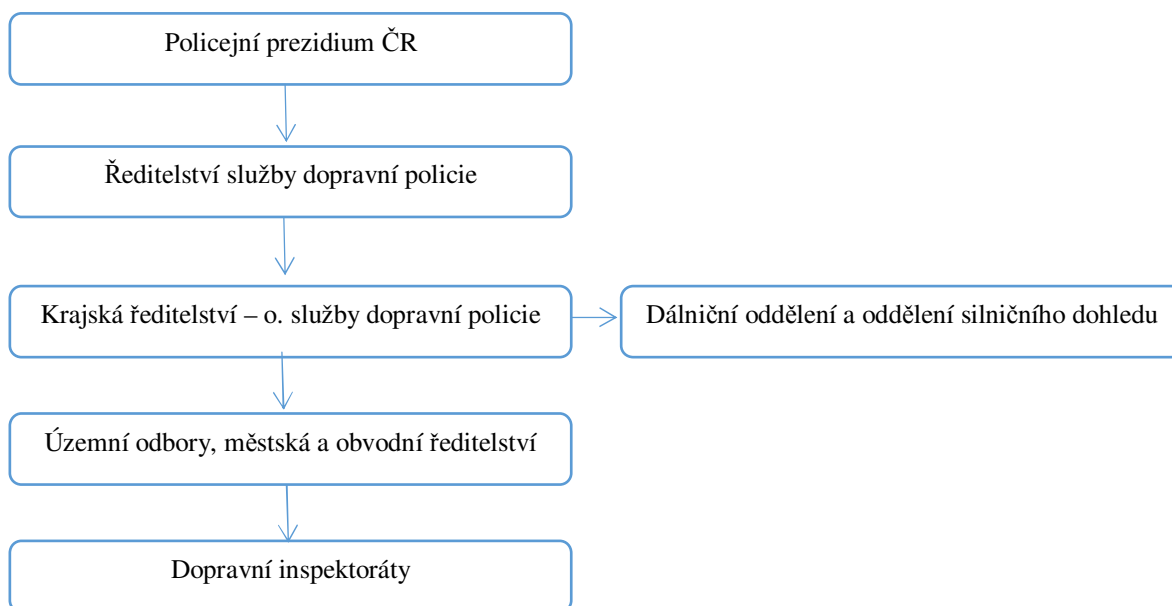 Policejní prezidium ČR
Ředitelství služby dopravní policie
Krajská ředitelství – o. služby dopravní policie
Dálniční oddělení a oddělení silničního dohledu
Územní odbory, městská a obvodní ředitelství
Dopravní inspektoráty